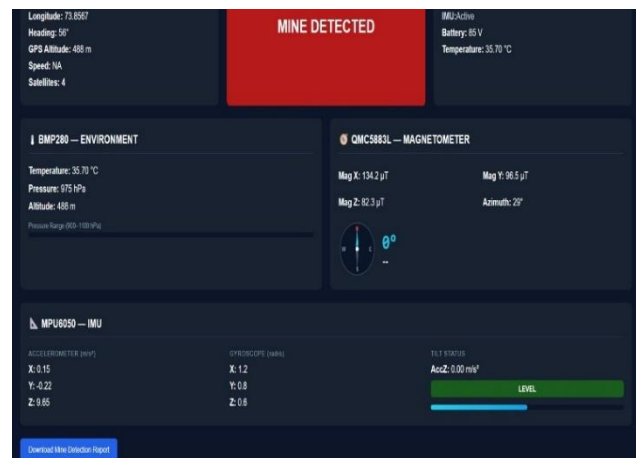 Longitude: 73.8567
Heading: 56°
GPS Altitude: 488 m
Speed: NA
Satellites: 4
MINE DETECTED
IMU:Active
Battery: 85 V
Temperature: 35.70 °C
BMP280 — ENVIRONMENT
Temperature: 35.70 °C
Pressure: 975 hPa
Altitude: 488 m
Pressure Range (900–1100 hPa)
QMC5883L — MAGNETOMETER
Mag X: 134.2 µT
Mag Y: 98.5 µT
Mag Z: 82.3 µT
Azimuth: 29°
0°
--
MPU6050 — IMU
ACCELEROMETER (m/s²)
X: 0.15
Y: -0.22
Z: 9.65
GYROSCOPE (rad/s)
X: 1.2
Y: 0.8
Z: 0.6
TILT STATUS
AccZ: 0.00 m/s²
LEVEL
Download Mine Detection Report